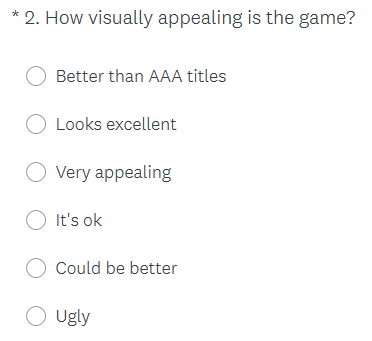 * 2. How visually appealing is the game?
Better than AAA titles
Looks excellent
Very appealing
It's ok
Could be better
Ugly